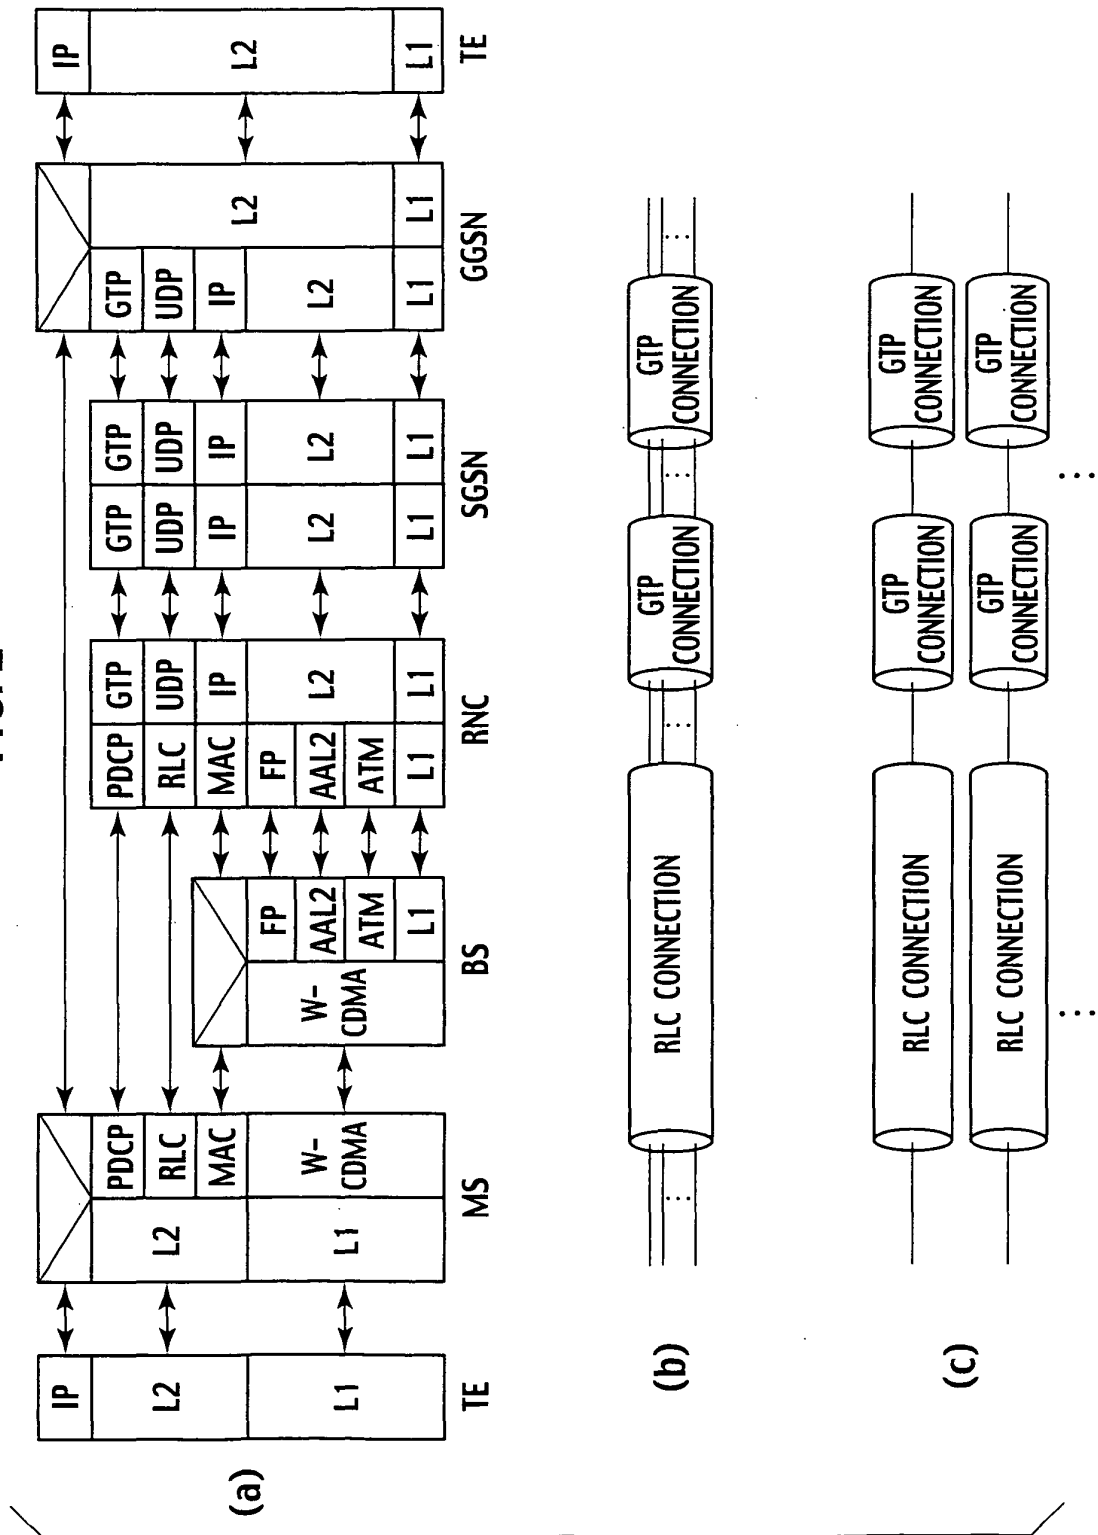 (a)
IP
L2
L1
TE
L2
L1
PDCP
RLC
MAC
W-
CDMA
MS
W-
CDMA
FP
AAL2
ATM
L1
BS
PDCP
RLC
MAC
FP
AAL2
ATM
L1
GTP
UDP
IP
L2
L1
RNC
GTP
UDP
IP
L2
L1
GTP
UDP
IP
L2
L1
SGSN
GTP
UDP
IP
L2
L1
L2
L1
GGSN
IP
L2
L1
TE
(b)
RLC CONNECTION
GTP
CONNECTION
GTP
CONNECTION
(c)
RLC CONNECTION
GTP
CONNECTION
GTP
CONNECTION
RLC CONNECTION
GTP
CONNECTION
GTP
CONNECTION